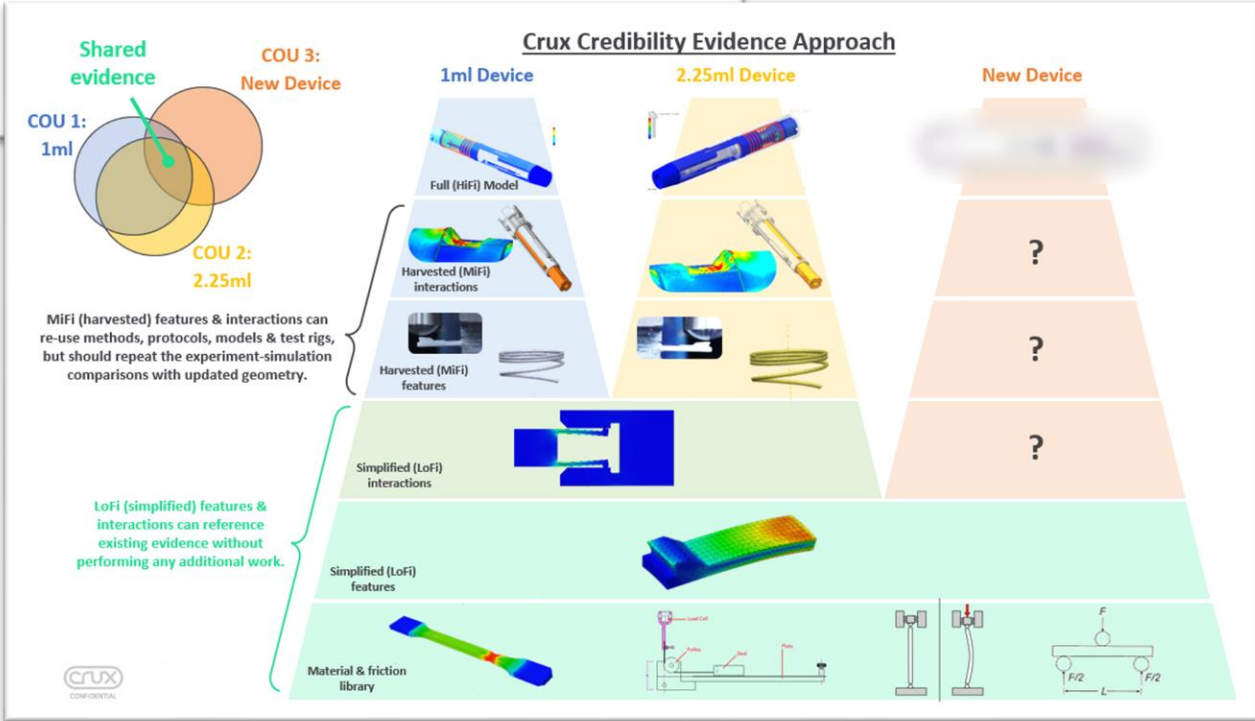 Crux Credibility Evidence Approach
Shared
evidence
COU 3:
New Device
COU 1:
1ml
COU 2:
2.25ml
1ml Device
2.25ml Device
New Device
Full (HiFi) Model
Harvested (MiFi)
interactions
?
MiFi (harvested) features & interactions can
re-use methods, protocols, models & test rigs,
but should repeat the experiment-simulation
comparisons with updated geometry.
Harvested (MiFi)
features
?
Simplified (LoFi)
interactions
?
LoFi (simplified) features &
interactions can reference
existing evidence without
performing any additional work.
Simplified (LoFi)
features
Material & friction
library
Load Cell
Pulley
Sled
Plate
F
F/2
F/2
L
crux
CONFIDENTIAL